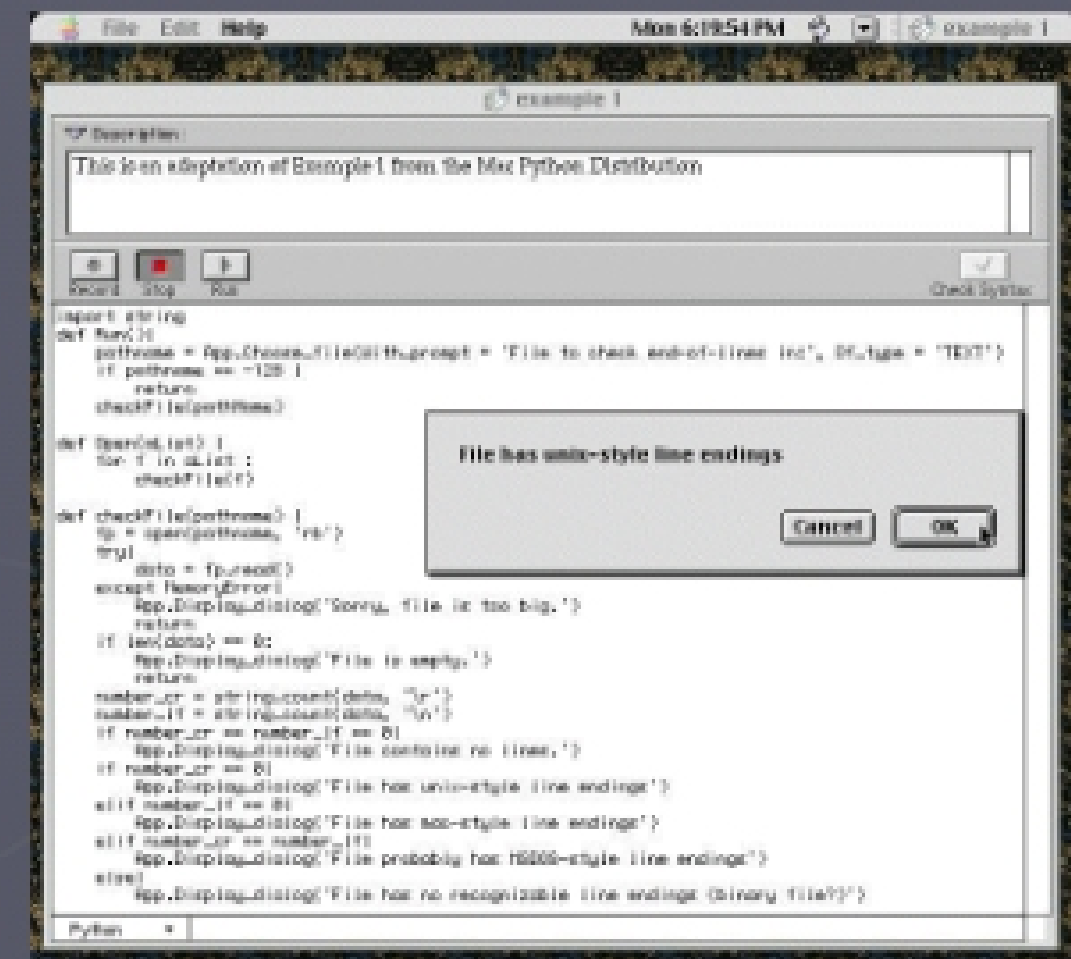 File Edit Help Mon 6:19:54 PM example 1
example 1
Description:
This is an adaptation of Example 1 from the Mac Python Distribution
Record Stop Run Check Syntax
import string
def Run():
pathname = App.Choose_file(With_prompt = 'File to check end-of-lines in:', Of_type = 'TEXT')
if pathname == -128 :
return
checkFile(pathName)
def Open(aList) :
for f in aList :
checkFile(f)
def checkFile(pathname) :
fp = open(pathname, 'rb')
try:
data = fp.read()
except MemoryError:
App.Display_dialog('Sorry, file is too big.')
return
if len(data) == 0:
App.Display_dialog('File is empty.')
return
number_cr = string.count(data, '\r')
number_lf = string.count(data, '\n')
if number_cr == number_lf == 0:
App.Display_dialog('File contains no lines.')
if number_cr == 0:
App.Display_dialog('File has unix-style line endings')
elif number_lf == 0:
App.Display_dialog('File has mac-style line endings')
elif number_cr == number_lf:
App.Display_dialog('File probably has MSDOS-style line endings')
else:
App.Display_dialog('File has no recognizable line endings (binary file?)')
File has unix-style line endings
Cancel OK
Python